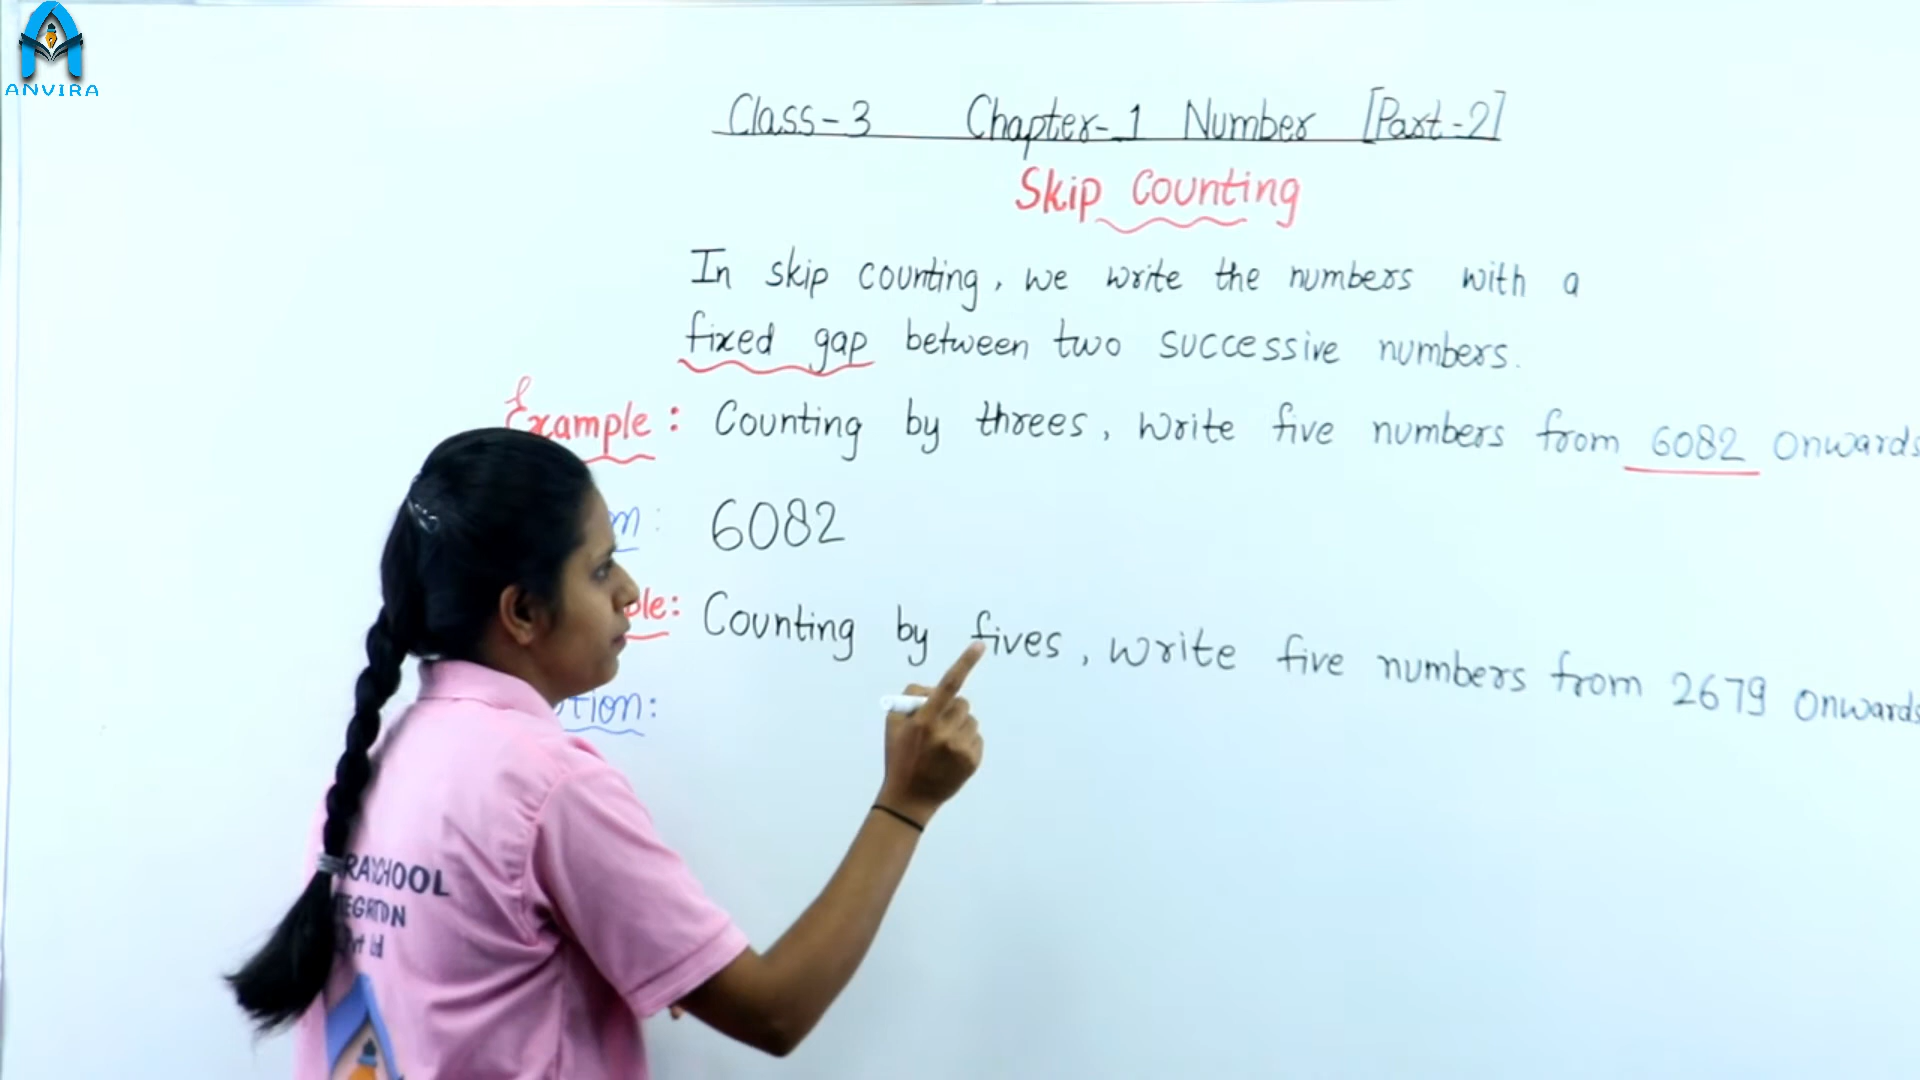 ANVIRA
Class-3 Chapter-1 Number [Part-2]
Skip Counting
In skip counting, we write the numbers with a
fixed gap between two successive numbers.
Example: Counting by threes, write five numbers from 6082 onwards
6082
Counting by fives, write five numbers from 2679 onwards